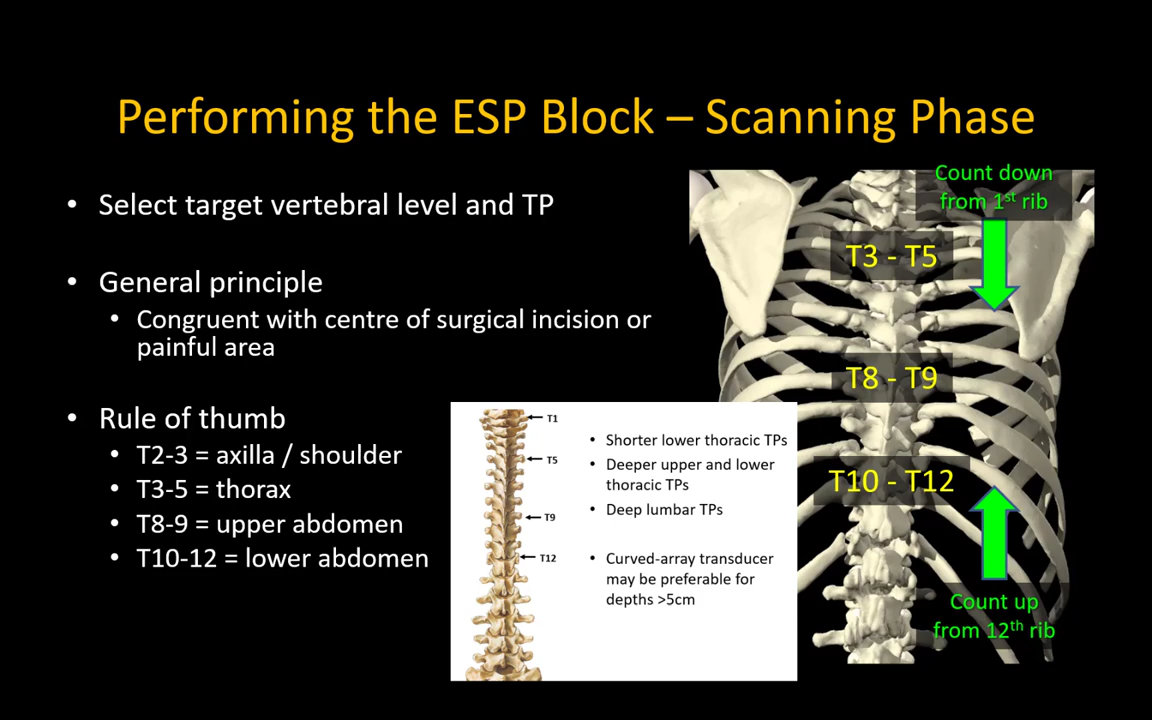 Performing the ESP Block – Scanning Phase
• Select target vertebral level and TP
• General principle
• Congruent with centre of surgical incision or
painful area
• Rule of thumb
• T2-3 = axilla / shoulder
• T3-5 = thorax
• T8-9 = upper abdomen
• T10-12 = lower abdomen
T1
T5
T9
T12
• Shorter lower thoracic TPs
• Deeper upper and lower
thoracic TPs
• Deep lumbar TPs
• Curved-array transducer
may be preferable for
depths >5cm
Count down
from 1st rib
T3 - T5
T8 - T9
T10 - T12
Count up
from 12th rib